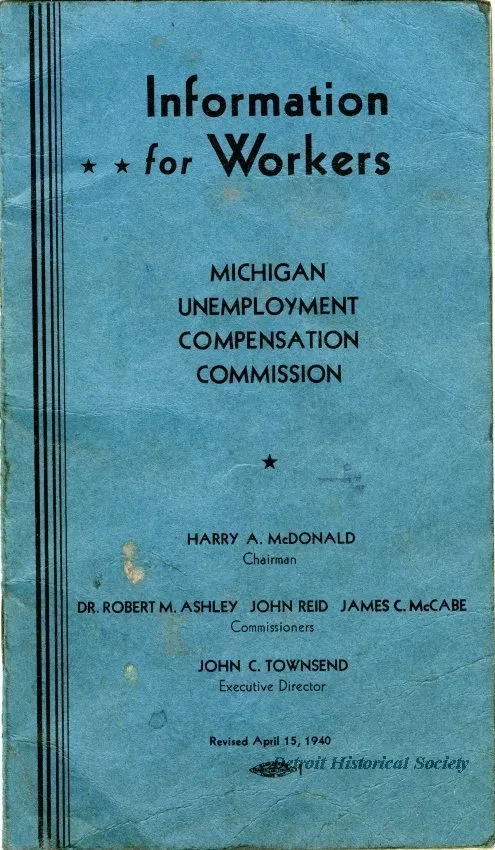 Information
for Workers
MICHIGAN
UNEMPLOYMENT
COMPENSATION
COMMISSION
HARRY A. McDONALD
Chairman
DR. ROBERT M. ASHLEY JOHN REID JAMES C. McCABE
Commissioners
JOHN C. TOWNSEND
Executive Director
Revised April 15, 1940
Detroit Historical Society